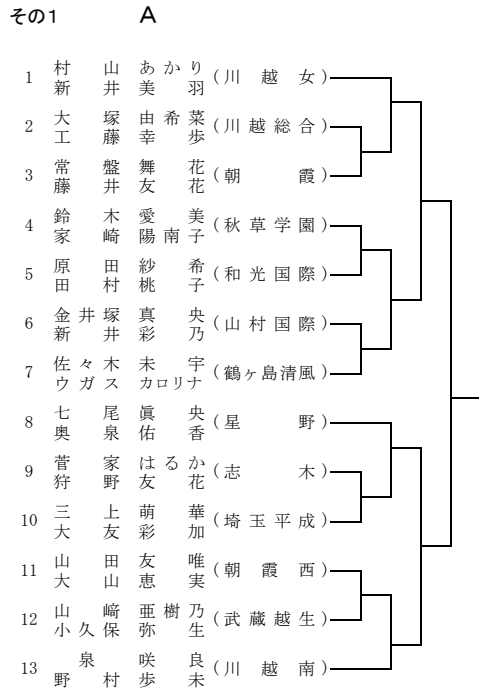 その1 A
村山 あかり
1 (川越女)
新井 美羽
大塚 由希菜
2 (川越総合)
工藤 幸歩
常盤 舞花
3 (朝霞)
藤井 友花
鈴木 愛美
4 (秋草学園)
家崎 陽南子
原田 紗希
5 (和光国際)
田村 桃子
金井塚 真央
6 (山村国際)
新井 彩乃
佐々木 未宇
7 (鶴ヶ島清風)
ウガス カロリナ
七尾 眞央
8 (星野)
奥泉 佑香
菅家 はるか
9 (志木)
狩野 友花
三上 萌華
10 (埼玉平成)
大友 彩加
山田 友唯
11 (朝霞西)
大山 恵実
山﨑 亜樹乃
12 (武蔵越生)
小久保 弥生
泉 咲良
13 (川越南)
野村 歩未